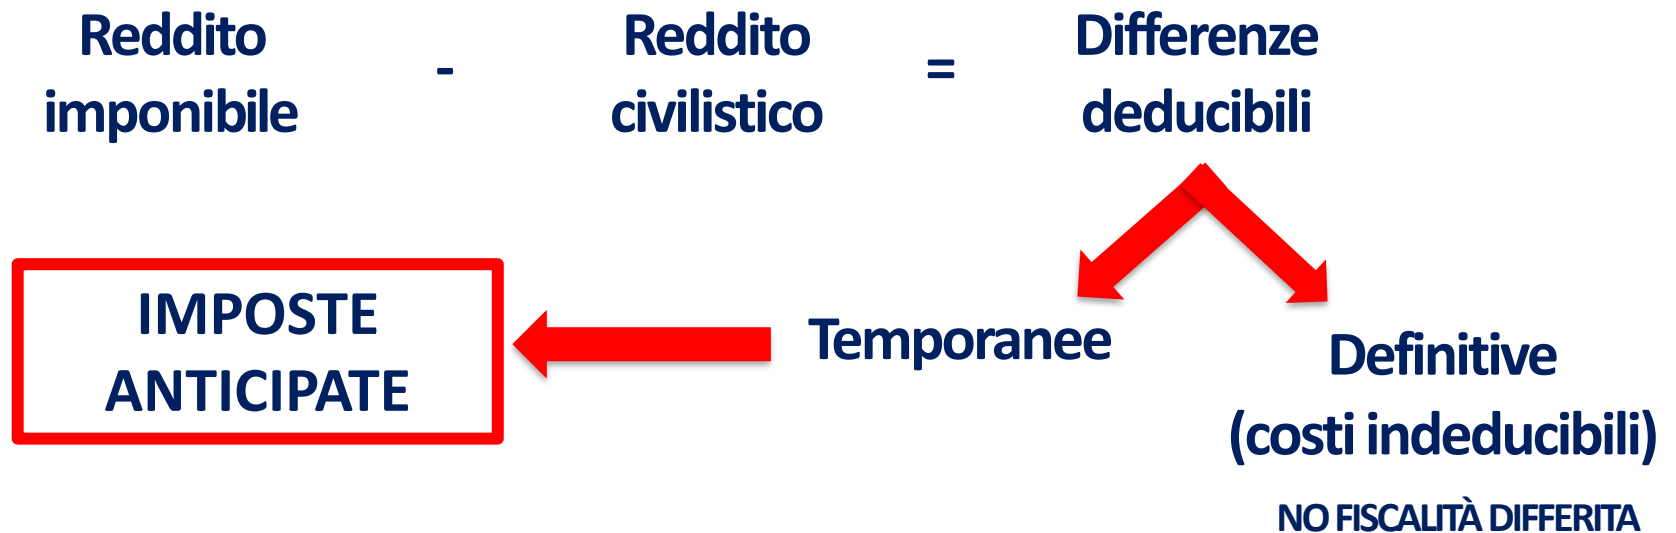 Reddito imponibile
-
Reddito civilistico
=
Differenze deducibili
IMPOSTE
ANTICIPATE
Temporanee
Definitive
(costi indeducibili)
NO FISCALITÀ DIFFERITA